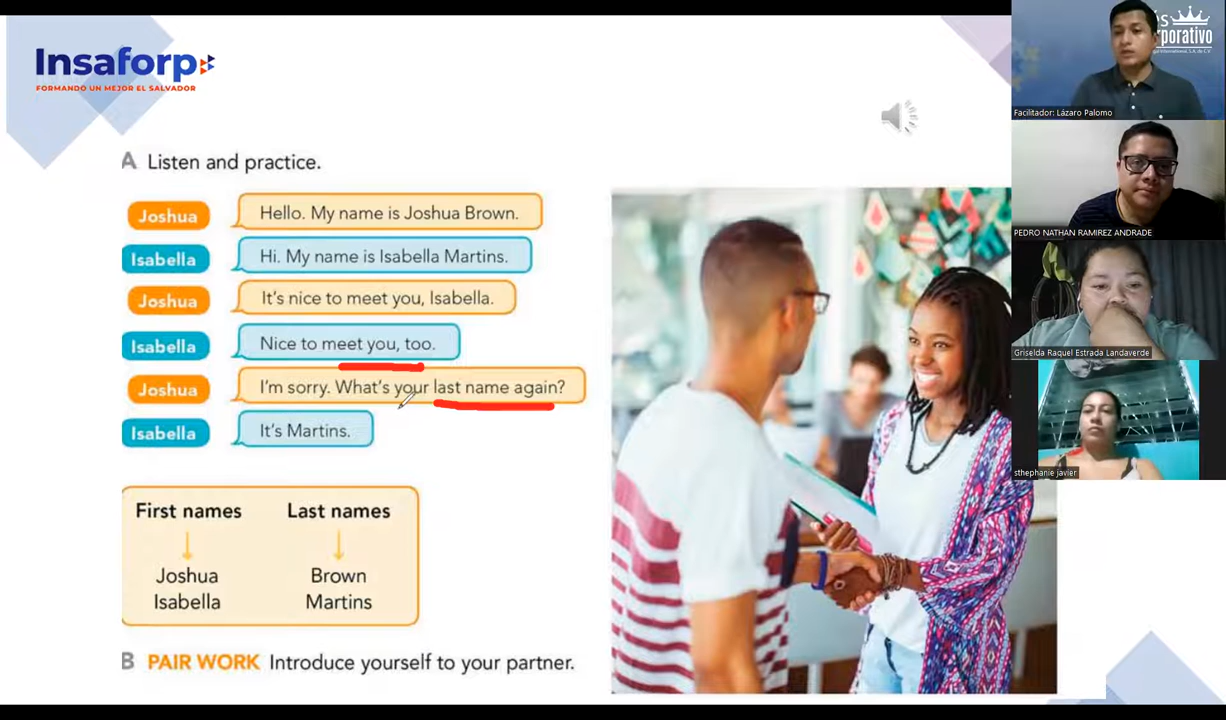 Insaforp
FORMANDO UN MEJOR EL SALVADOR
A Listen and practice.
Joshua Hello. My name is Joshua Brown.
Isabella Hi. My name is Isabella Martins.
Joshua It's nice to meet you, Isabella.
Isabella Nice to meet you, too.
Joshua I'm sorry. What's your last name again?
Isabella It's Martins.
First names Last names
Joshua Brown
Isabella Martins
B PAIR WORK Introduce yourself to your partner.
Facilitador: Lázaro Palomo
PEDRO NATHAN RAMIREZ ANDRADE
Griselda Raquel Estrada Landaverde
sthephanie javier